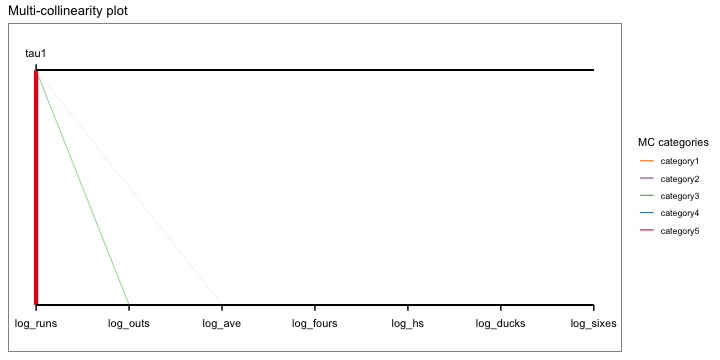 Multi-collinearity plot
tau1
log_runs log_outs log_ave log_fours log_hs log_ducks log_sixes
MC categories
category1
category2
category3
category4
category5